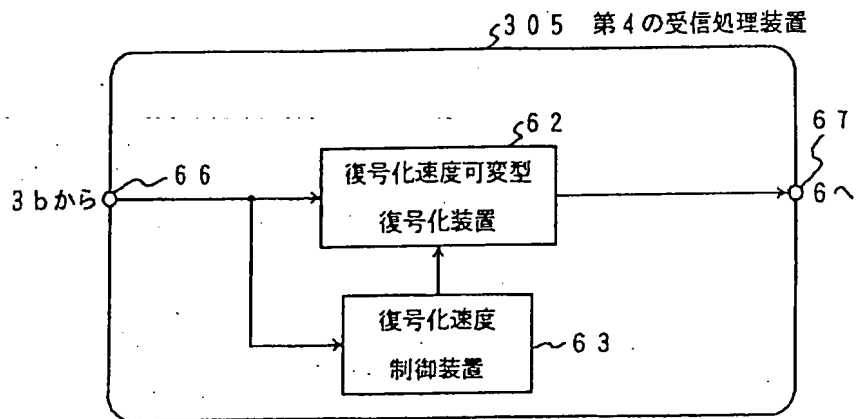 305 第4の受信処理装置
62
67
66
3bから
復号化速度可変型
復号化装置
6へ
復号化速度
制御装置
63